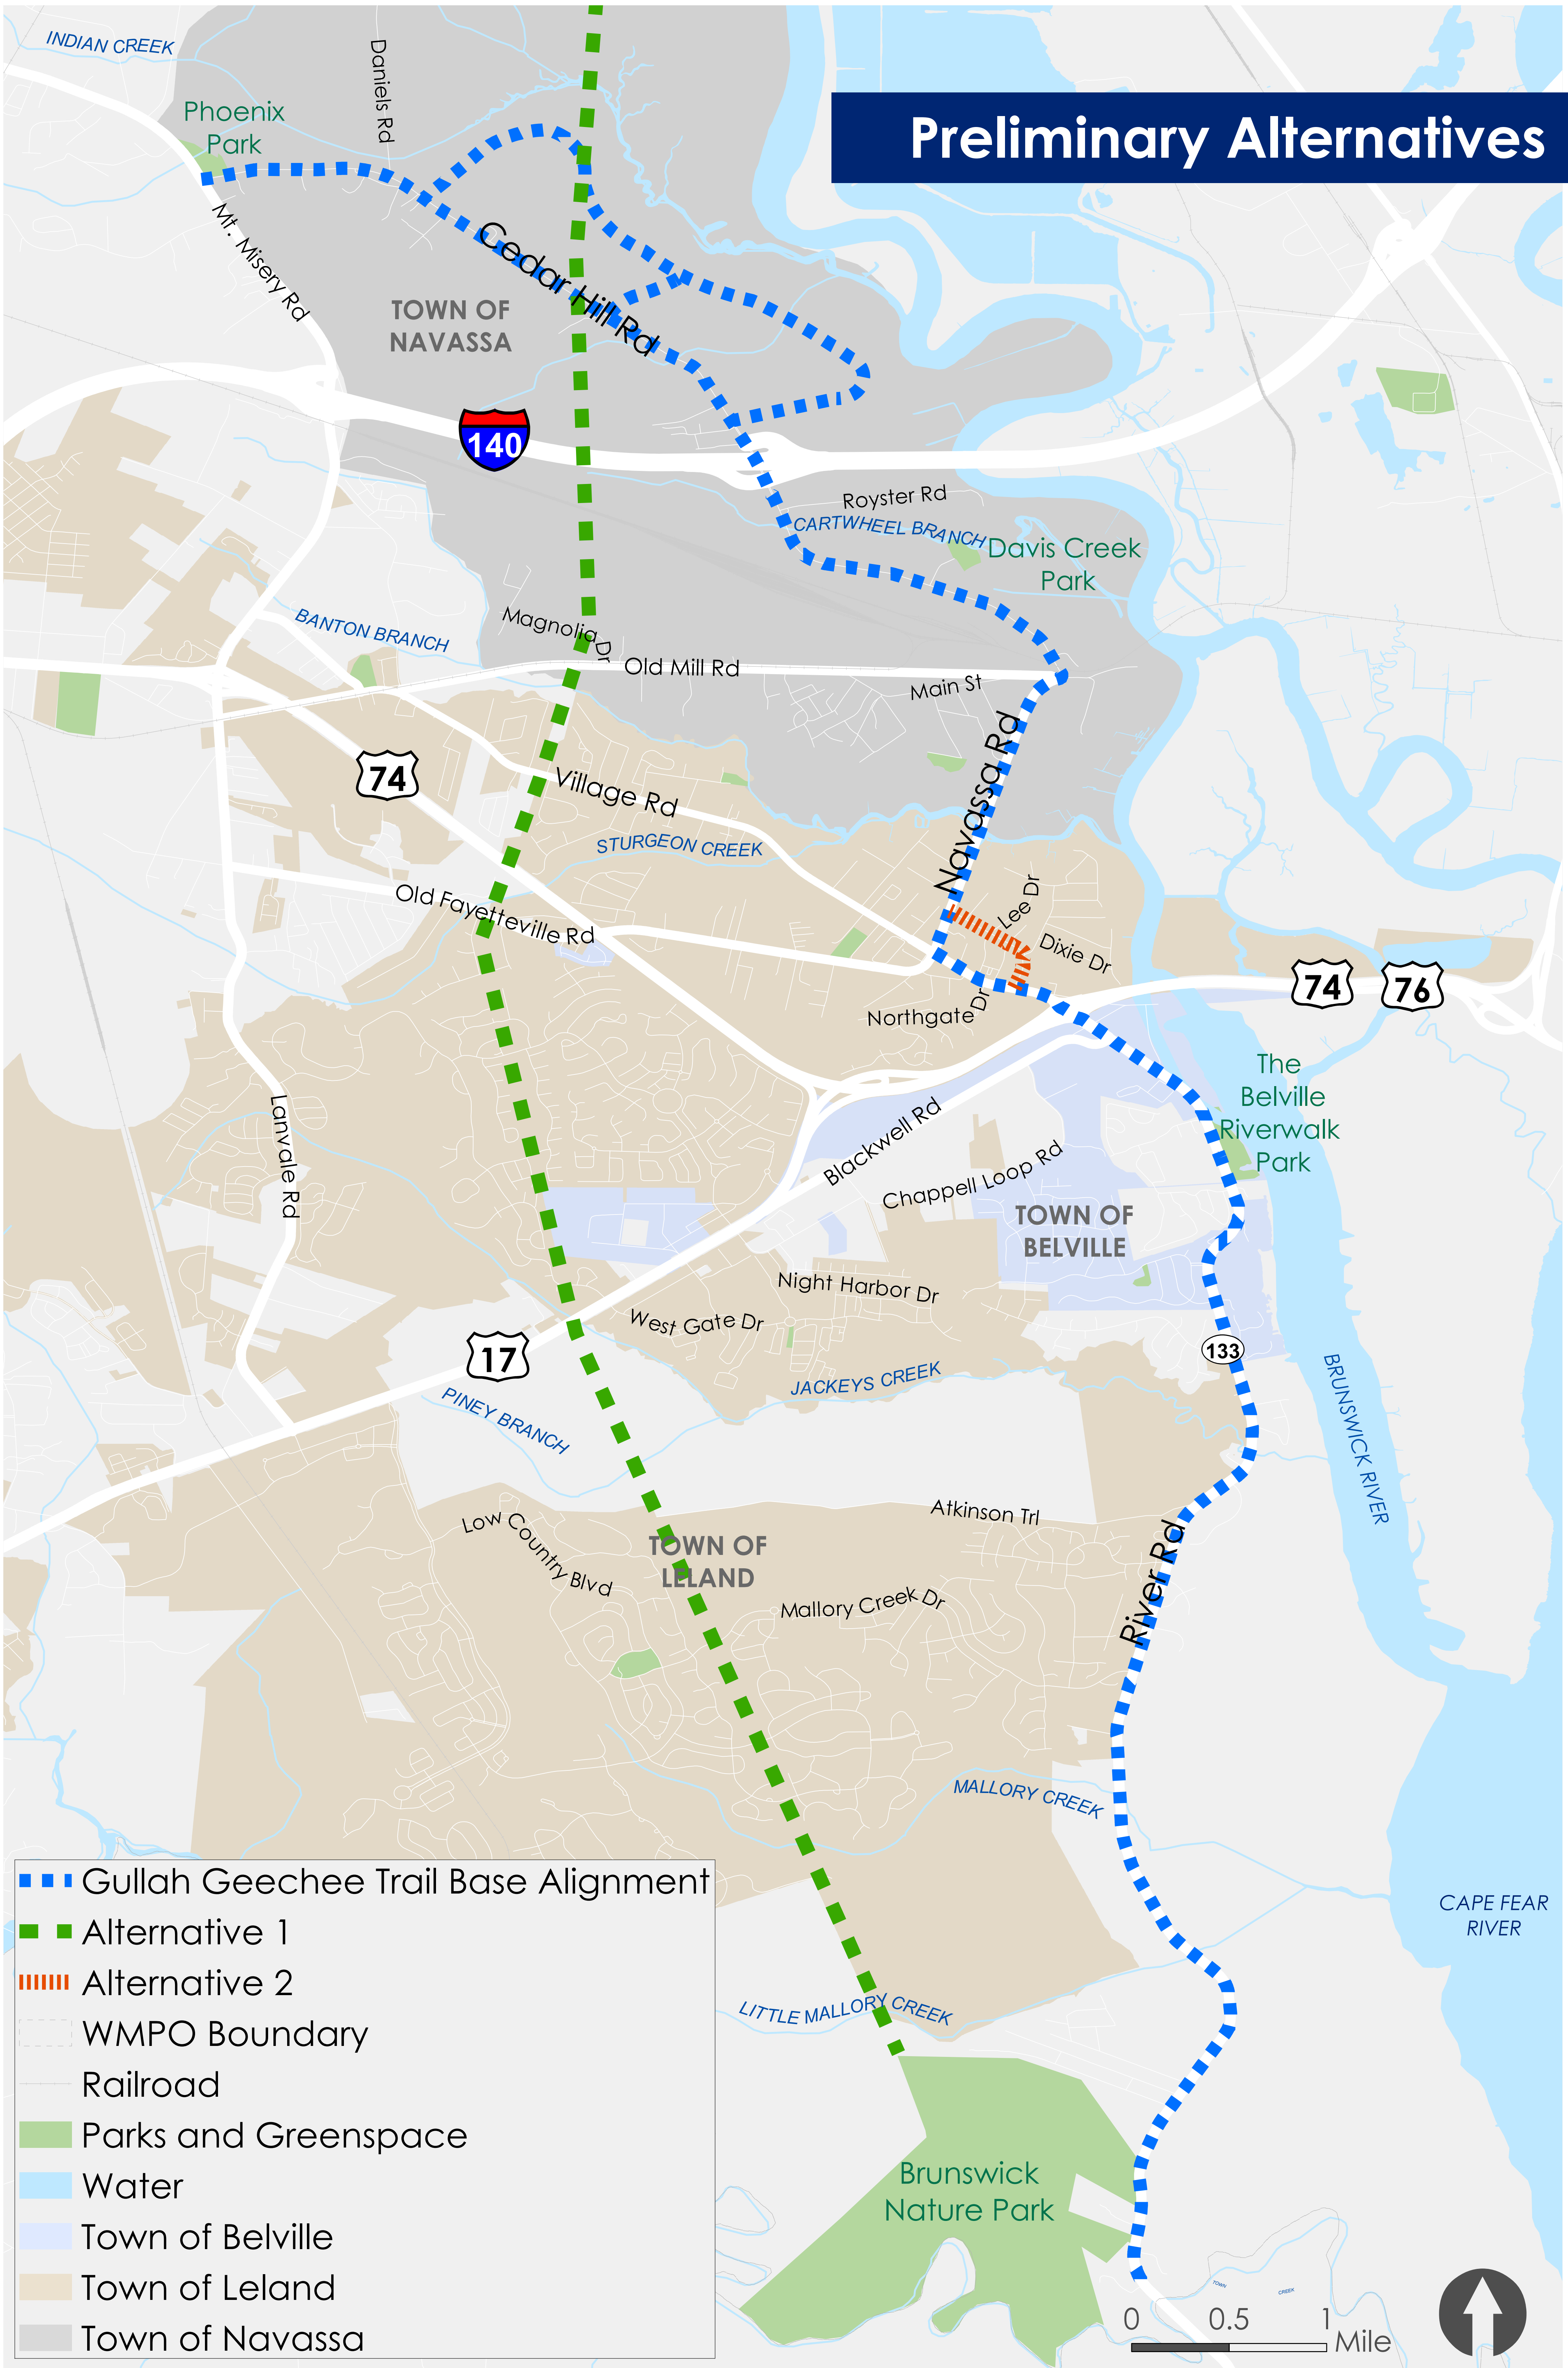 INDIAN CREEK
Daniels Rd
Phoenix
Park
Preliminary Alternatives
Mt. Misery Rd
Cedar Hill Rd
TOWN OF
NAVASSA
140
Royster Rd
CARTWHEEL BRANCH
Davis Creek
Park
BANTON BRANCH
Magnolia Dr
Old Mill Rd
Main St
Navassa Rd
74
Village Rd
STURGEON CREEK
Old Fayetteville Rd
Lee Dr
Dixie Dr
Northgate Dr
74
76
The
Belville
Riverwalk
Park
Lanvale Rd
Blackwell Rd
Chappell Loop Rd
TOWN OF
BELVILLE
Night Harbor Dr
West Gate Dr
17
133
JACKEYS CREEK
PINEY BRANCH
BRUNSWICK RIVER
Low Country Blvd
Atkinson Trl
TOWN OF
LELAND
River Rd
Mallory Creek Dr
MALLORY CREEK
CAPE FEAR
RIVER
LITTLE MALLORY CREEK
Brunswick
Nature Park
TOWN
CREEK
Gullah Geechee Trail Base Alignment
Alternative 1
Alternative 2
WMPO Boundary
Railroad
Parks and Greenspace
Water
Town of Belville
Town of Leland
Town of Navassa
0 0.5 1
Mile